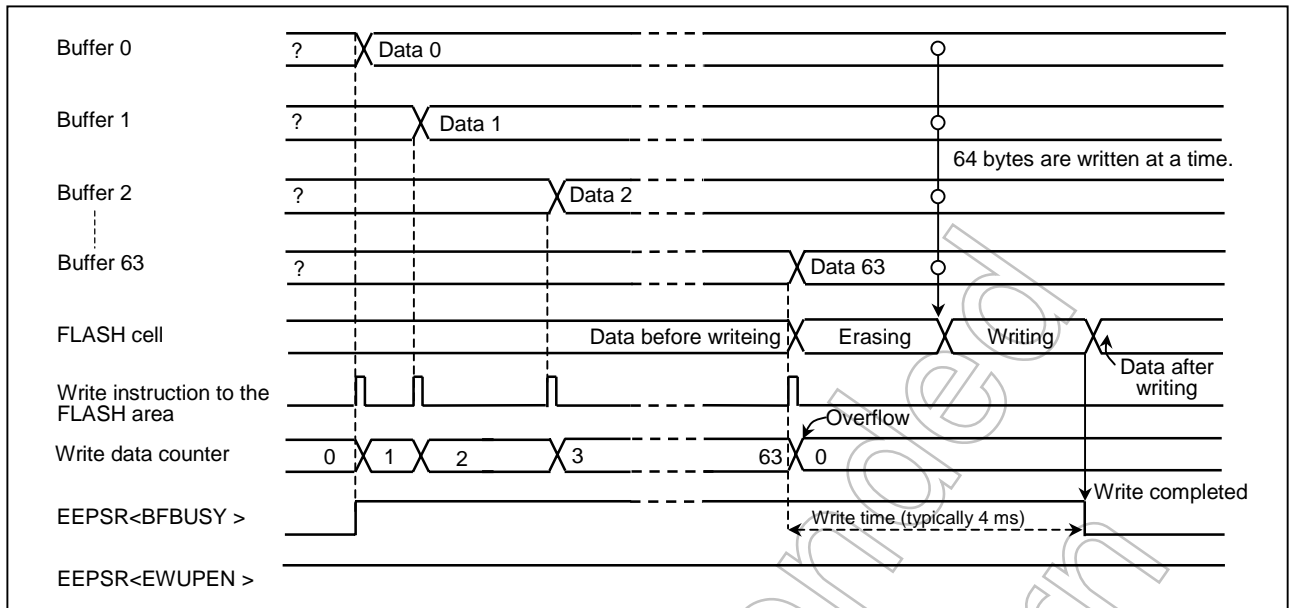 Buffer 0
? Data 0
Buffer 1
? Data 1
64 bytes are written at a time.
Buffer 2
? Data 2
Buffer 63
? Data 63
FLASH cell
Data before writeing Erasing Writing
Data after
writing
Write instruction to the
FLASH area
Overflow
Write data counter
0 1 2 3 63 0
Write completed
EEPSR<BFBUSY >
Write time (typically 4 ms)
EEPSR<EWUPEN >